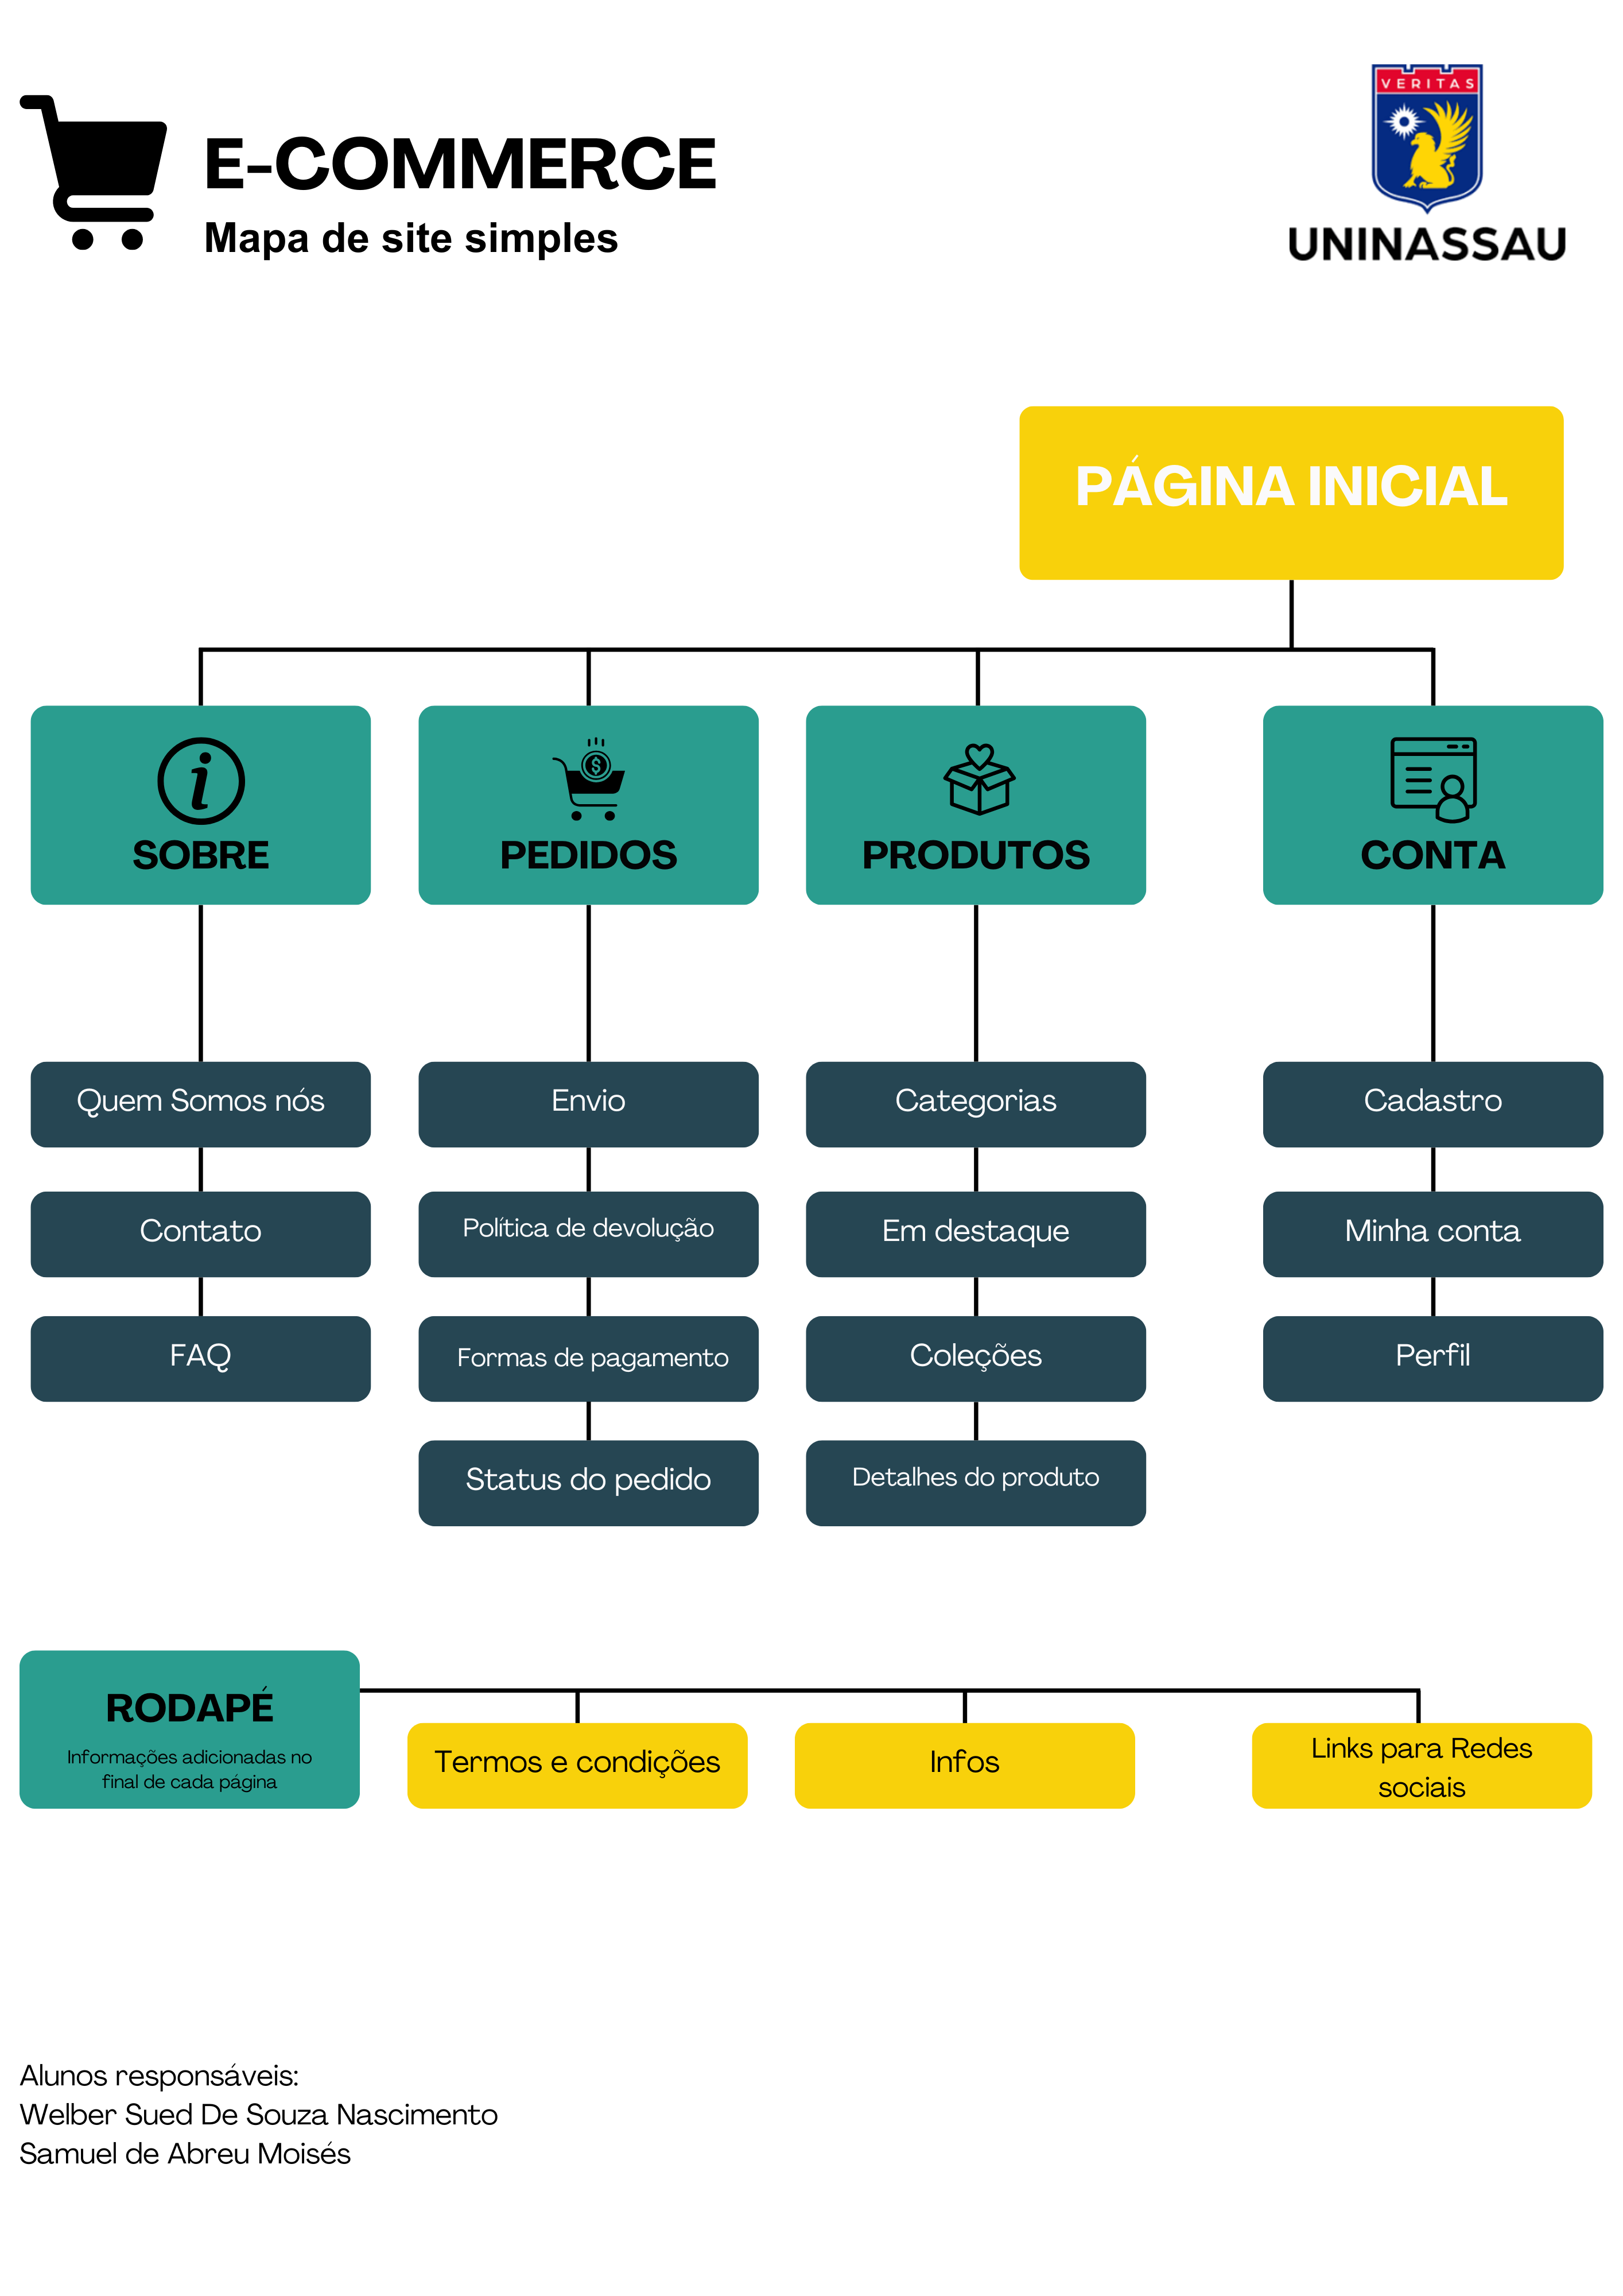 VERITAS
E-COMMERCE
Mapa de site simples
UNINASSAU
PÁGINA INICIAL
SOBRE
PEDIDOS
PRODUTOS
CONTA
Quem Somos nós
Envio
Categorias
Cadastro
Contato
Política de devolução
Em destaque
Minha conta
FAQ
Formas de pagamento
Coleções
Perfil
Status do pedido
Detalhes do produto
RODAPÉ
Informações adicionadas no
final de cada página
Termos e condições
Infos
Links para Redes
sociais
Alunos responsáveis:
Welber Sued De Souza Nascimento
Samuel de Abreu Moisés